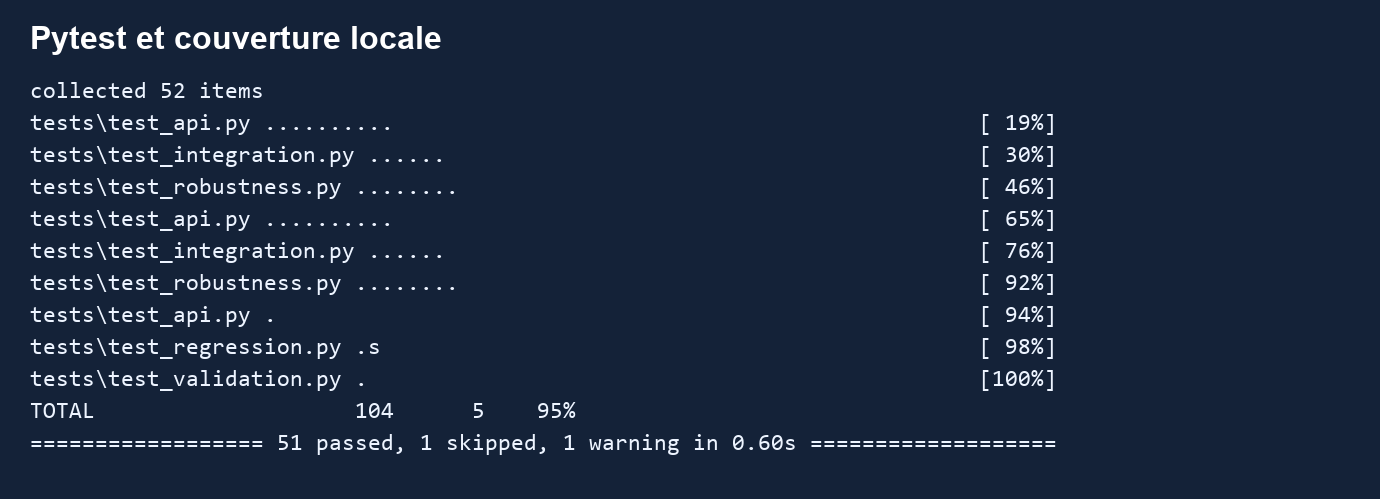 Pytest et couverture locale
collected 52 items
tests\test_api.py .......... [ 19%]
tests\test_integration.py ...... [ 30%]
tests\test_robustness.py ........ [ 46%]
tests\test_api.py .......... [ 65%]
tests\test_integration.py ...... [ 76%]
tests\test_robustness.py ........ [ 92%]
tests\test_api.py . [ 94%]
tests\test_regression.py .s [ 98%]
tests\test_validation.py . [100%]
TOTAL 104 5 95%
================== 51 passed, 1 skipped, 1 warning in 0.60s ===================